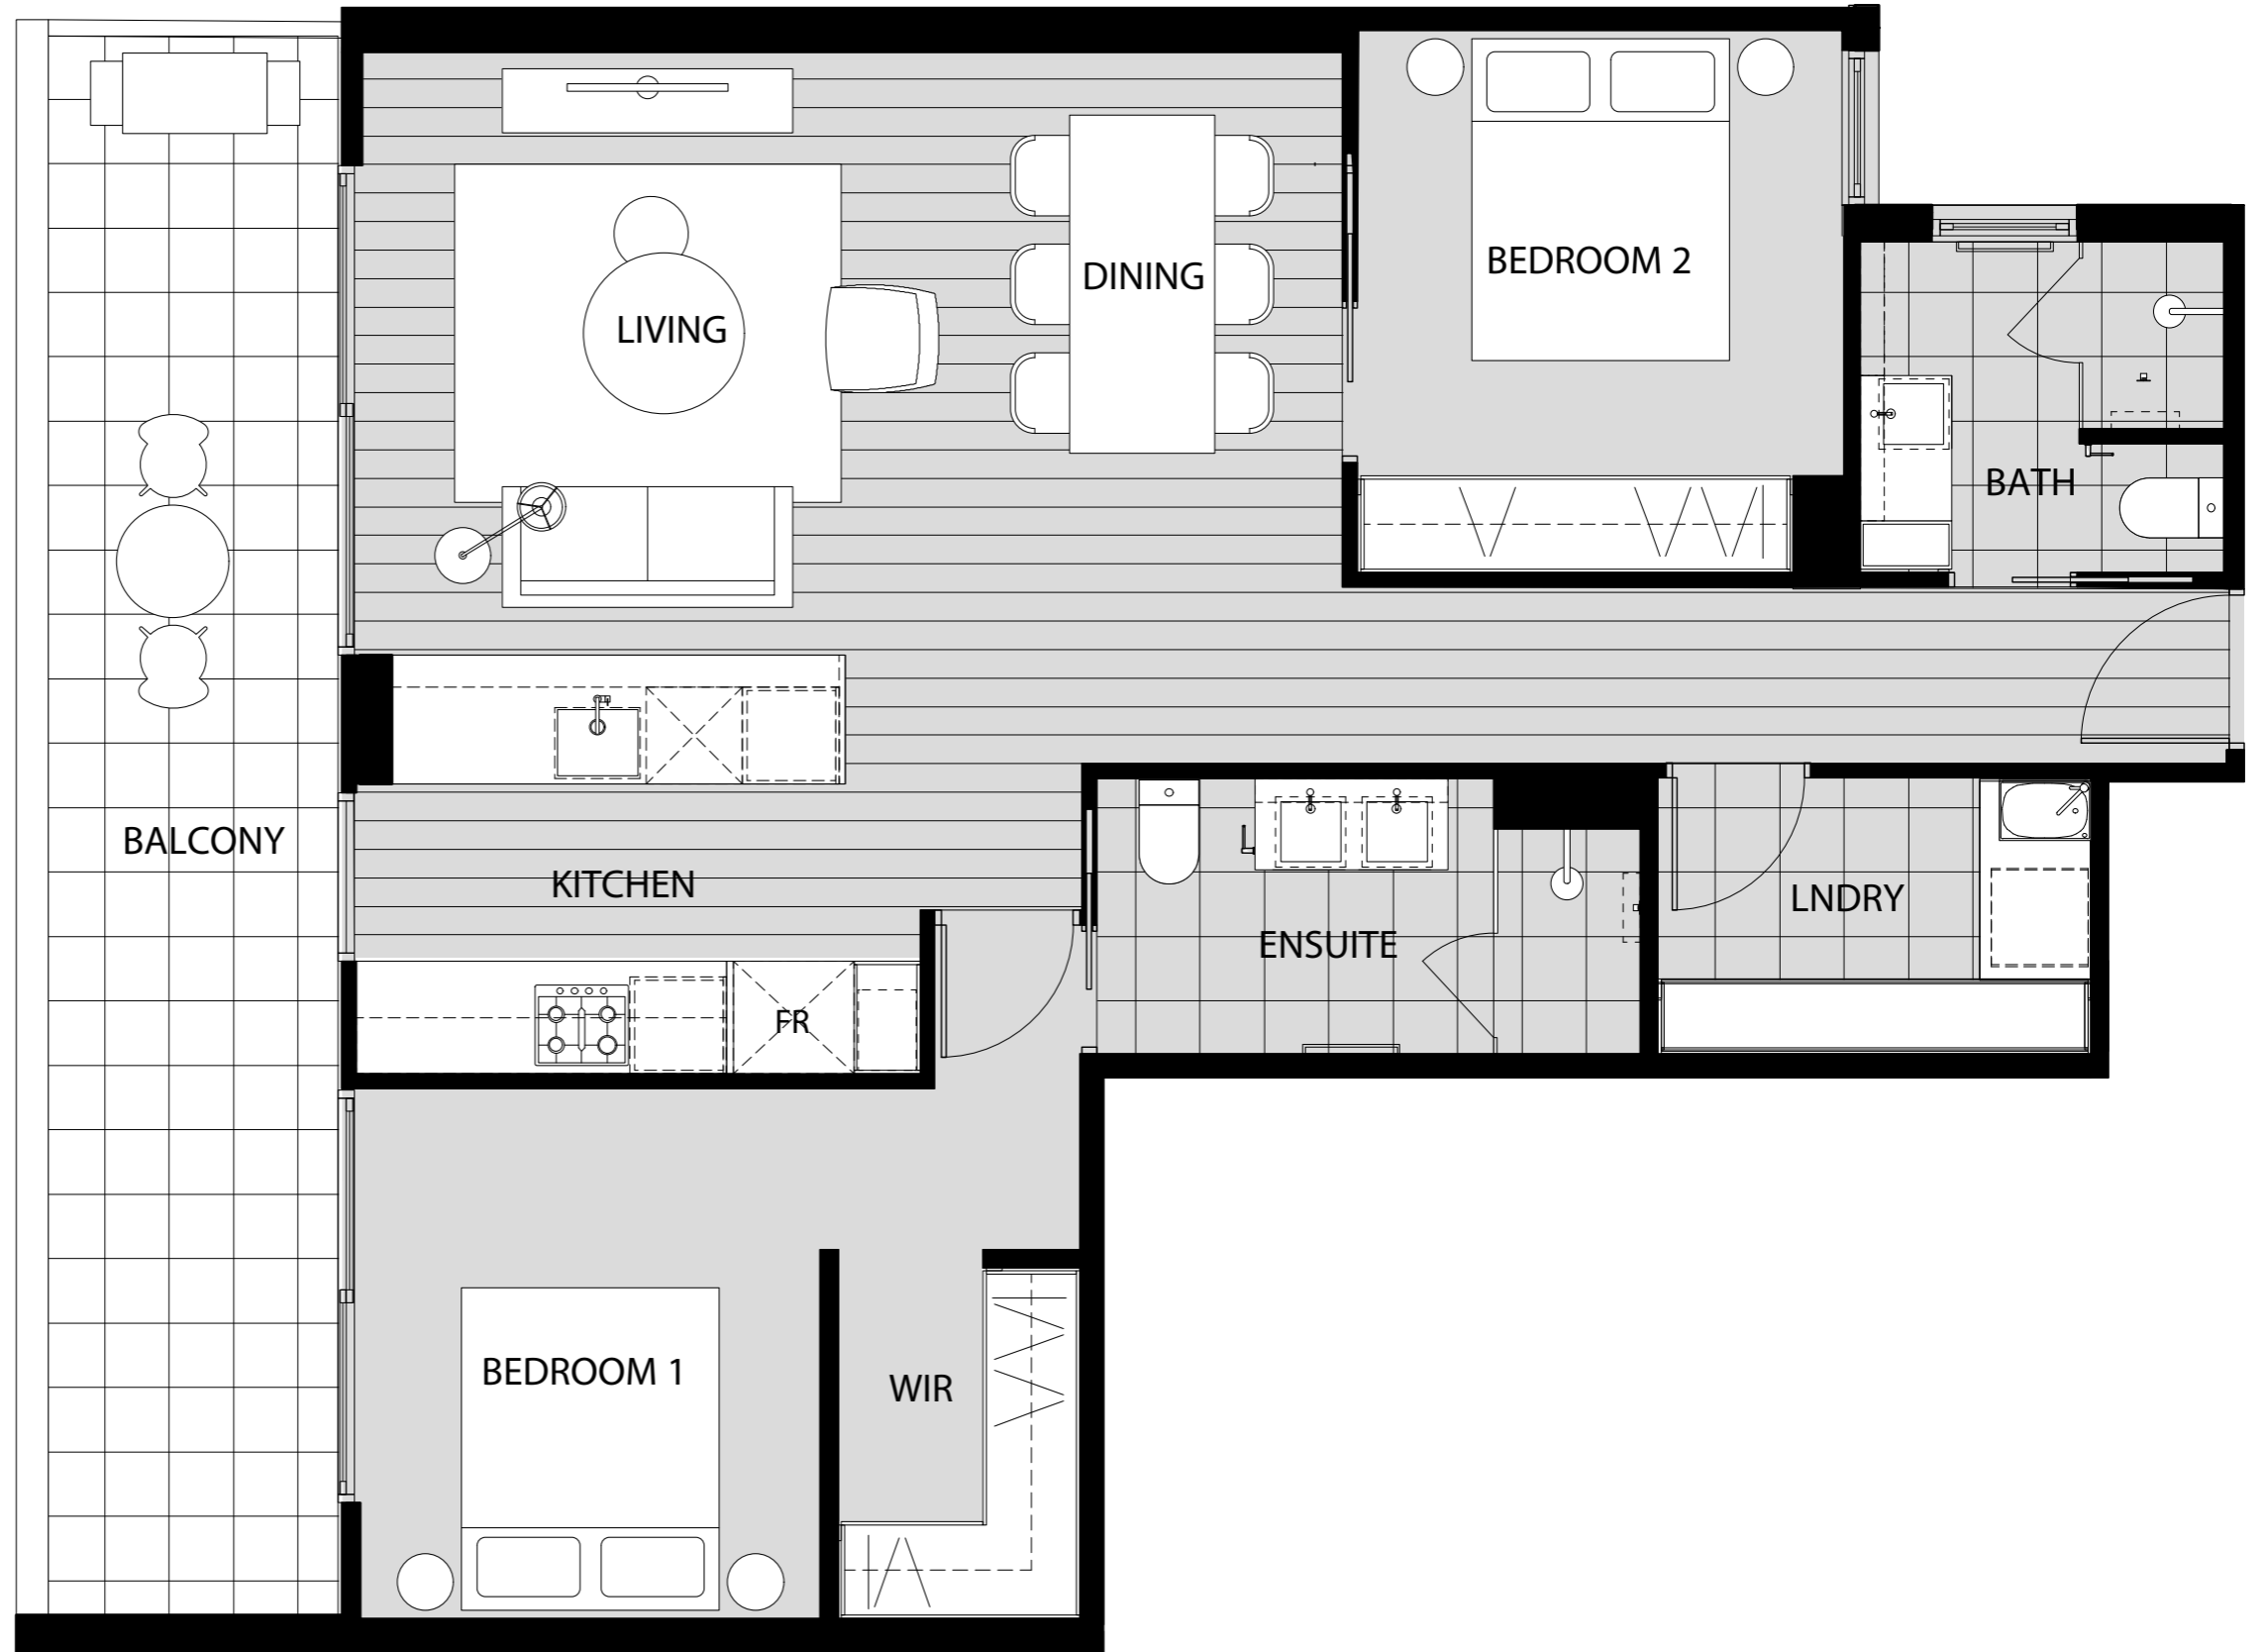 BEDROOM 2
DINING
LIVING
BATH
BALCONY
KITCHEN
LNDRY
ENSUITE
FR
BEDROOM 1
WIR